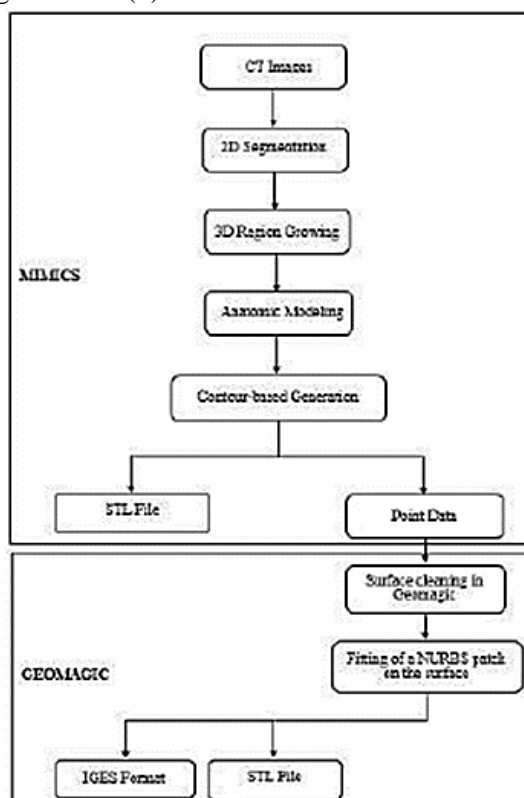 CT Images
2D Segmentation
3D Region Growing
MIMICS
Anatomic Modeling
Contour-based Generation
STL File
Point Data
Surface cleaning in
Geomagic
Fitting of a NURBS patch
on the surface
GEOMAGIC
IGES Format
STL File